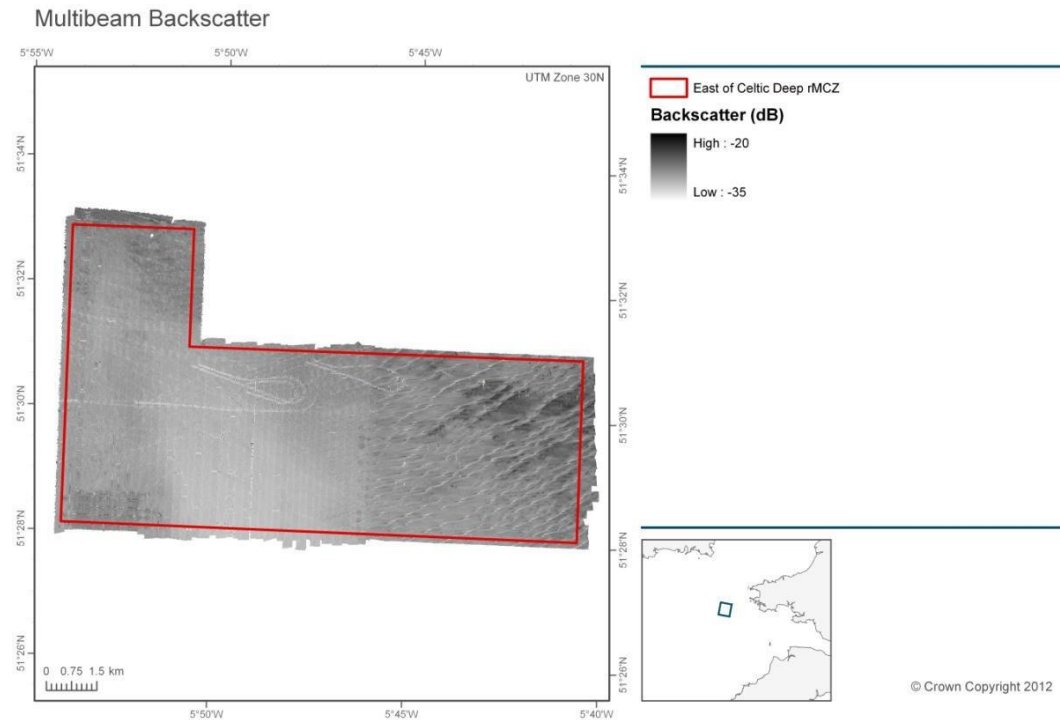 Multibeam Backscatter
5°55'W 5°50'W 5°45'W
UTM Zone 30N
51°34'N
51°32'N
51°30'N
51°28'N
51°26'N
51°34'N
51°32'N
51°30'N
51°28'N
51°26'N
0 0.75 1.5 km
5°50'W 5°45'W 5°40'W
East of Celtic Deep rMCZ
Backscatter (dB)
High : -20
Low : -35
© Crown Copyright 2012